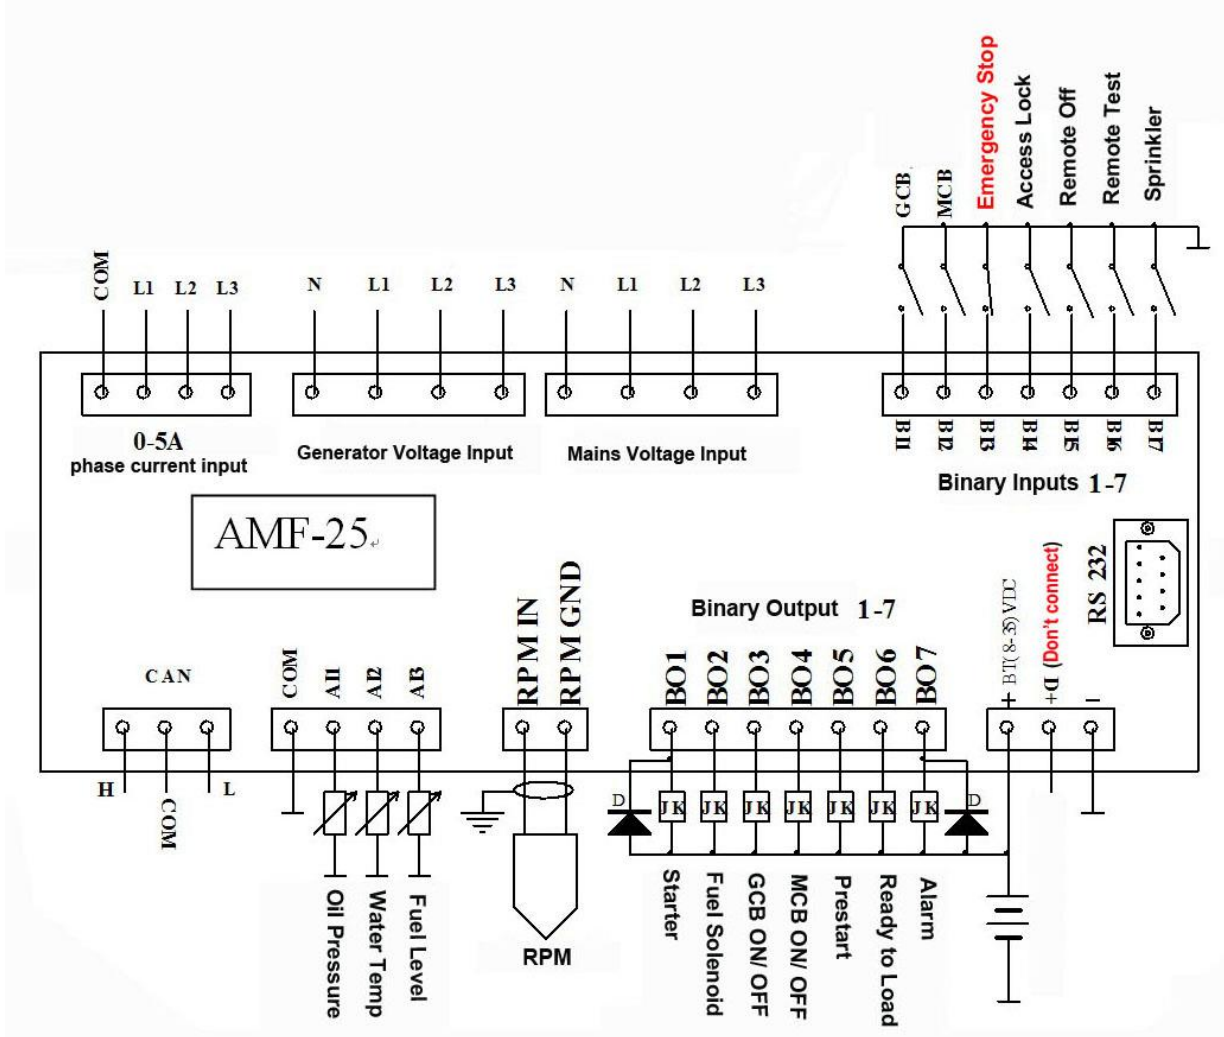 GCB
MCB
Emergency Stop
Access Lock
Remote Off
Remote Test
Sprinkler
COM
L1
L2
L3
N
L1
L2
L3
N
L1
L2
L3
0-5A
phase current input
Generator Voltage Input
Mains Voltage Input
BI1
BI2
BI3
BI4
BI5
BI6
BI7
Binary Inputs 1-7
AMF-25
RS 232
CAN
COM
AI1
AI2
AI3
RPM IN
RPM GND
Binary Output 1-7
BO1
BO2
BO3
BO4
BO5
BO6
BO7
+ BT(8-35)VDC
+D (Don't connect)
−
H
COM
L
D
JK
JK
JK
JK
JK
JK
JK
D
Oil Pressure
Water Temp
Fuel Level
RPM
Starter
Fuel Solenoid
GCB ON/ OFF
MCB ON/ OFF
Prestart
Ready to Load
Alarm